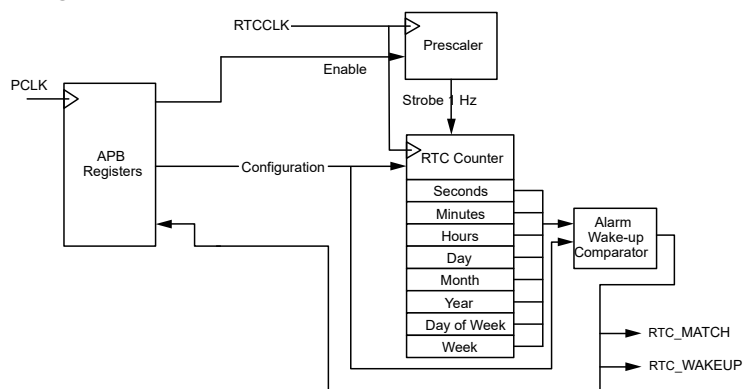 RTCCLK
Prescaler
Enable
PCLK
Strobe 1 Hz
APB
Registers
Configuration
RTC Counter
Seconds
Minutes
Hours
Day
Month
Year
Day of Week
Week
Alarm
Wake-up
Comparator
RTC_MATCH
RTC_WAKEUP